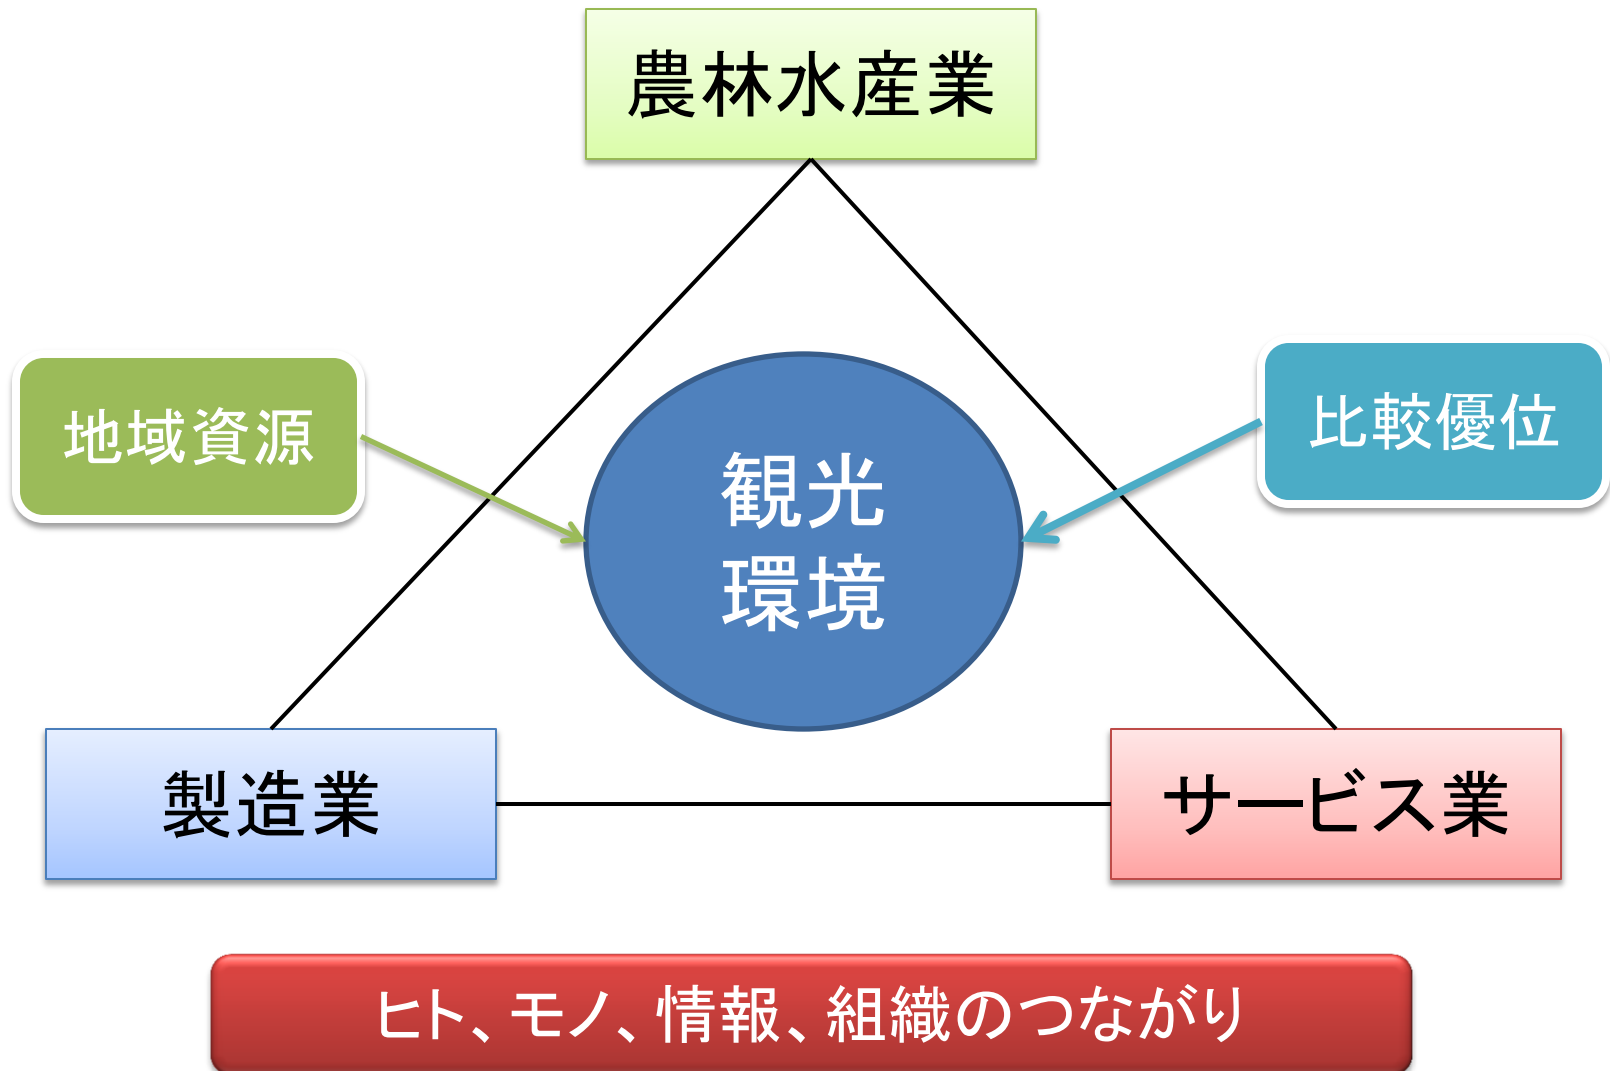 農林水産業
地域資源
比較優位
観光
環境
製造業
サービス業
ヒト、モノ、情報、組織のつながり